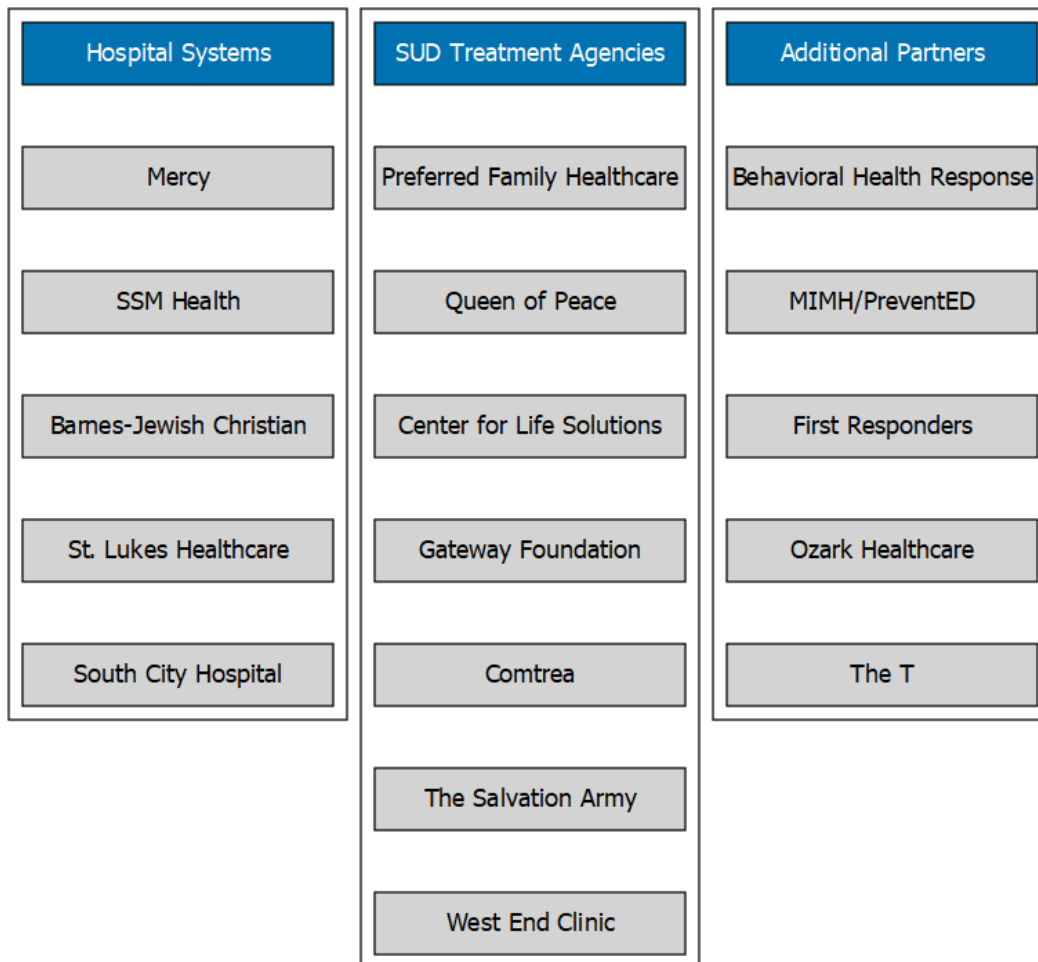 Hospital Systems
Mercy
SSM Health
Barnes-Jewish Christian
St. Lukes Healthcare
South City Hospital
SUD Treatment Agencies
Preferred Family Healthcare
Queen of Peace
Center for Life Solutions
Gateway Foundation
Comtrea
The Salvation Army
West End Clinic
Additional Partners
Behavioral Health Response
MIMH/PreventED
First Responders
Ozark Healthcare
The T